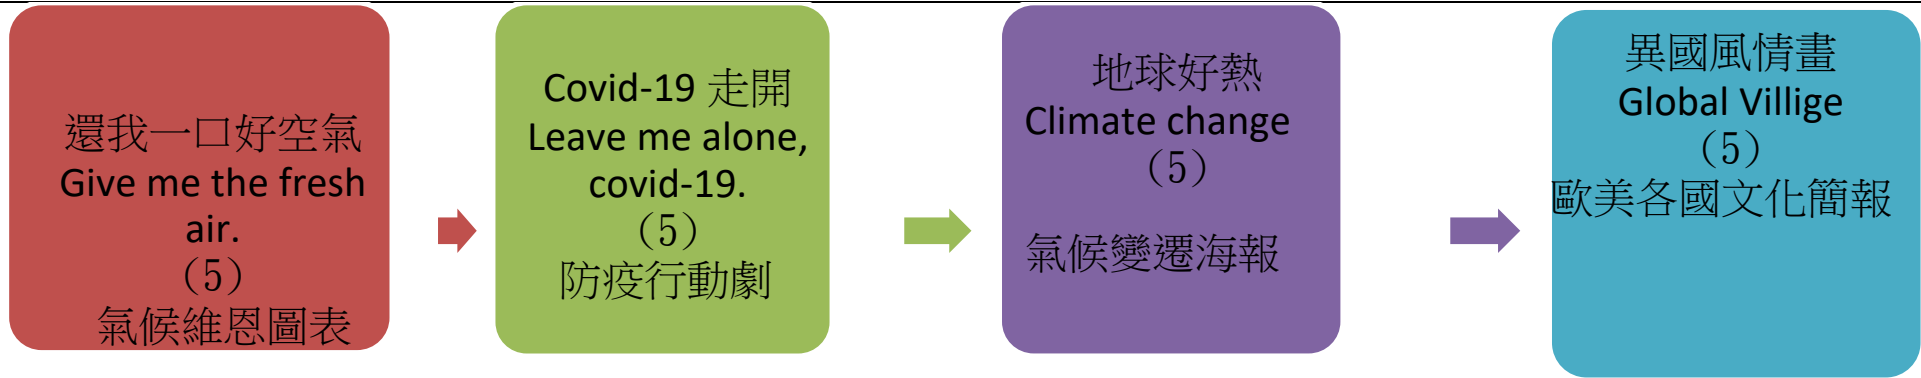 還我一口好空氣
Give me the fresh
air.
（5）
氣候維恩圖表
Covid-19 走開
Leave me alone,
covid-19.
（5）
防疫行動劇
地球好熱
Climate change
（5）
氣候變遷海報
異國風情畫
Global Villige
（5）
歐美各國文化簡報